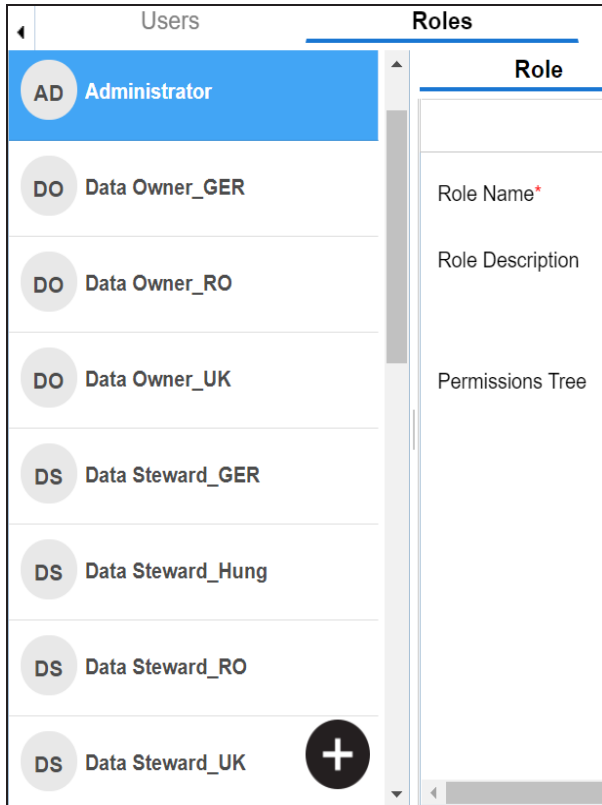 Users
Roles
AD Administrator
DO Data Owner_GER
DO Data Owner_RO
DO Data Owner_UK
DS Data Steward_GER
DS Data Steward_Hung
DS Data Steward_RO
DS Data Steward_UK
Role
Role Name*
Role Description
Permissions Tree